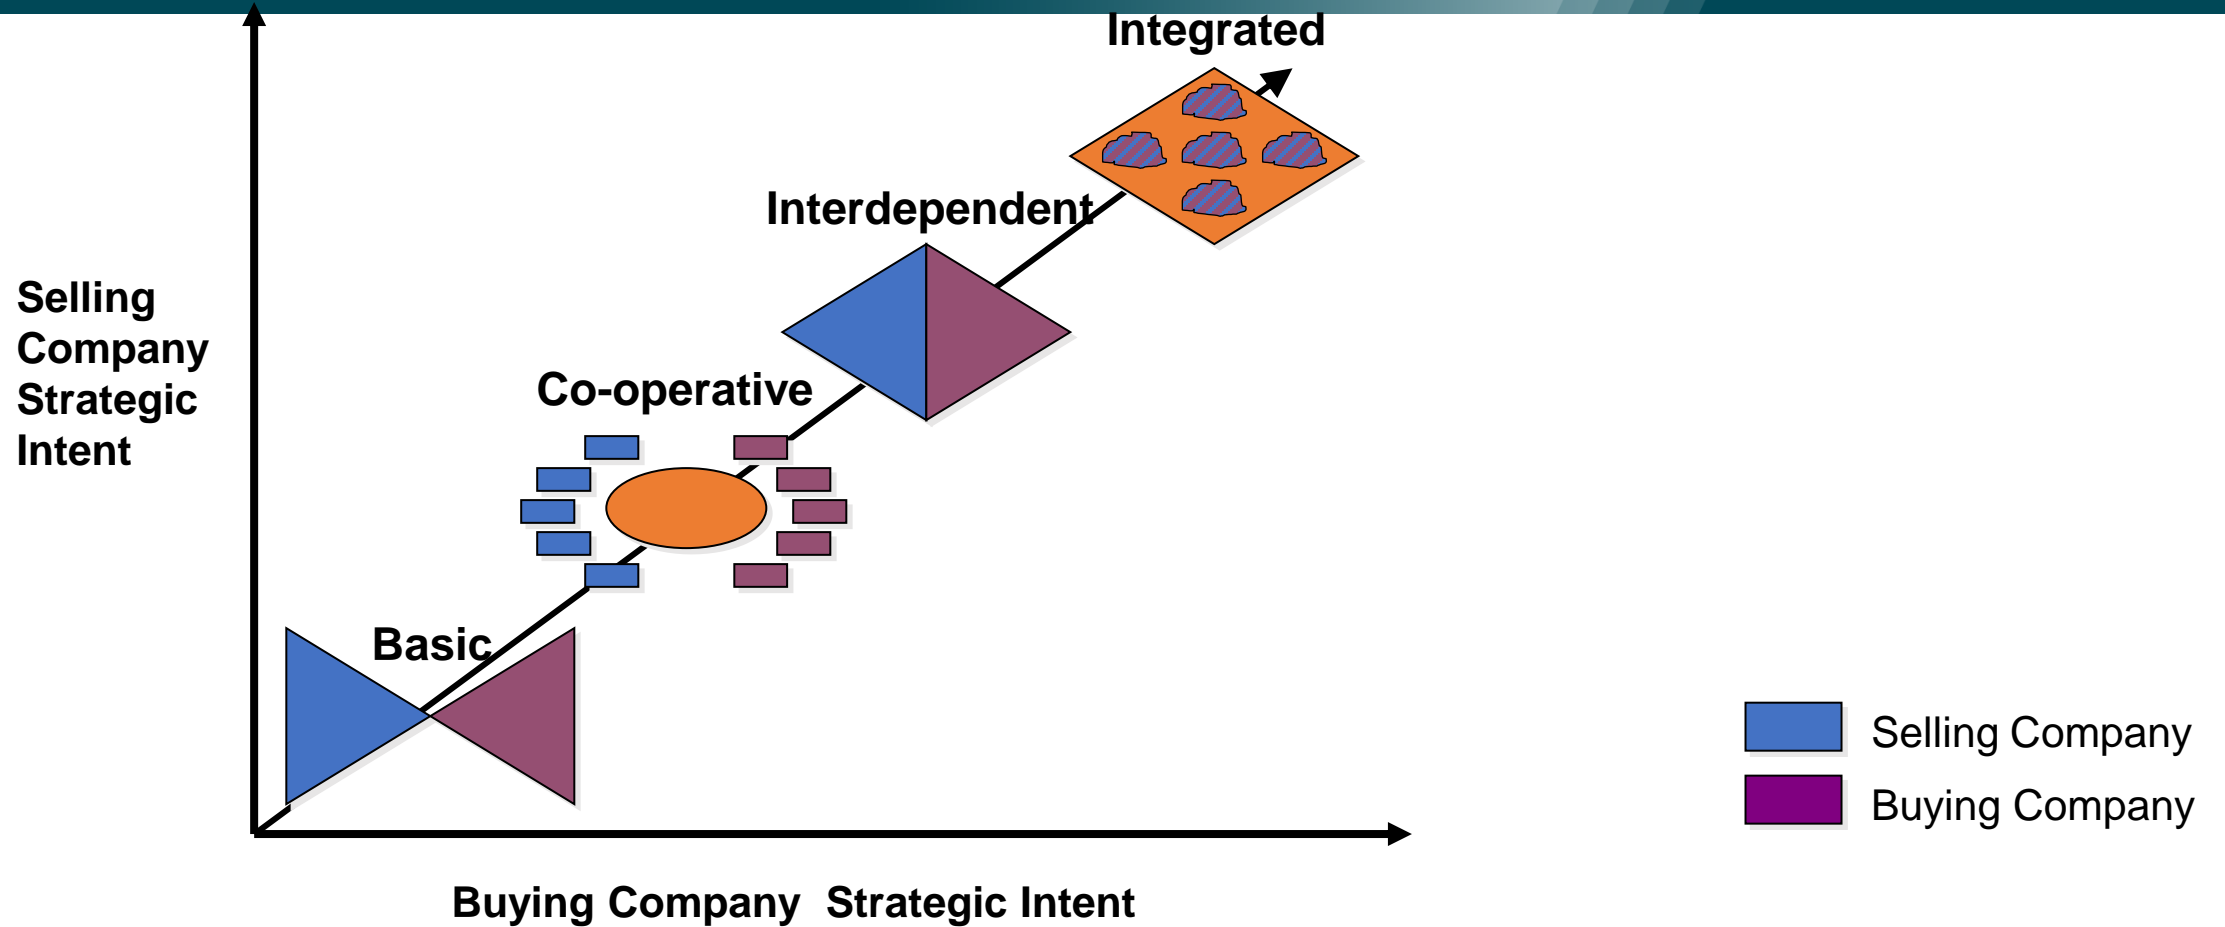 Integrated
Interdependent
Selling
Company
Strategic
Intent
Co-operative
Basic
Selling Company
Buying Company
Buying Company  Strategic Intent